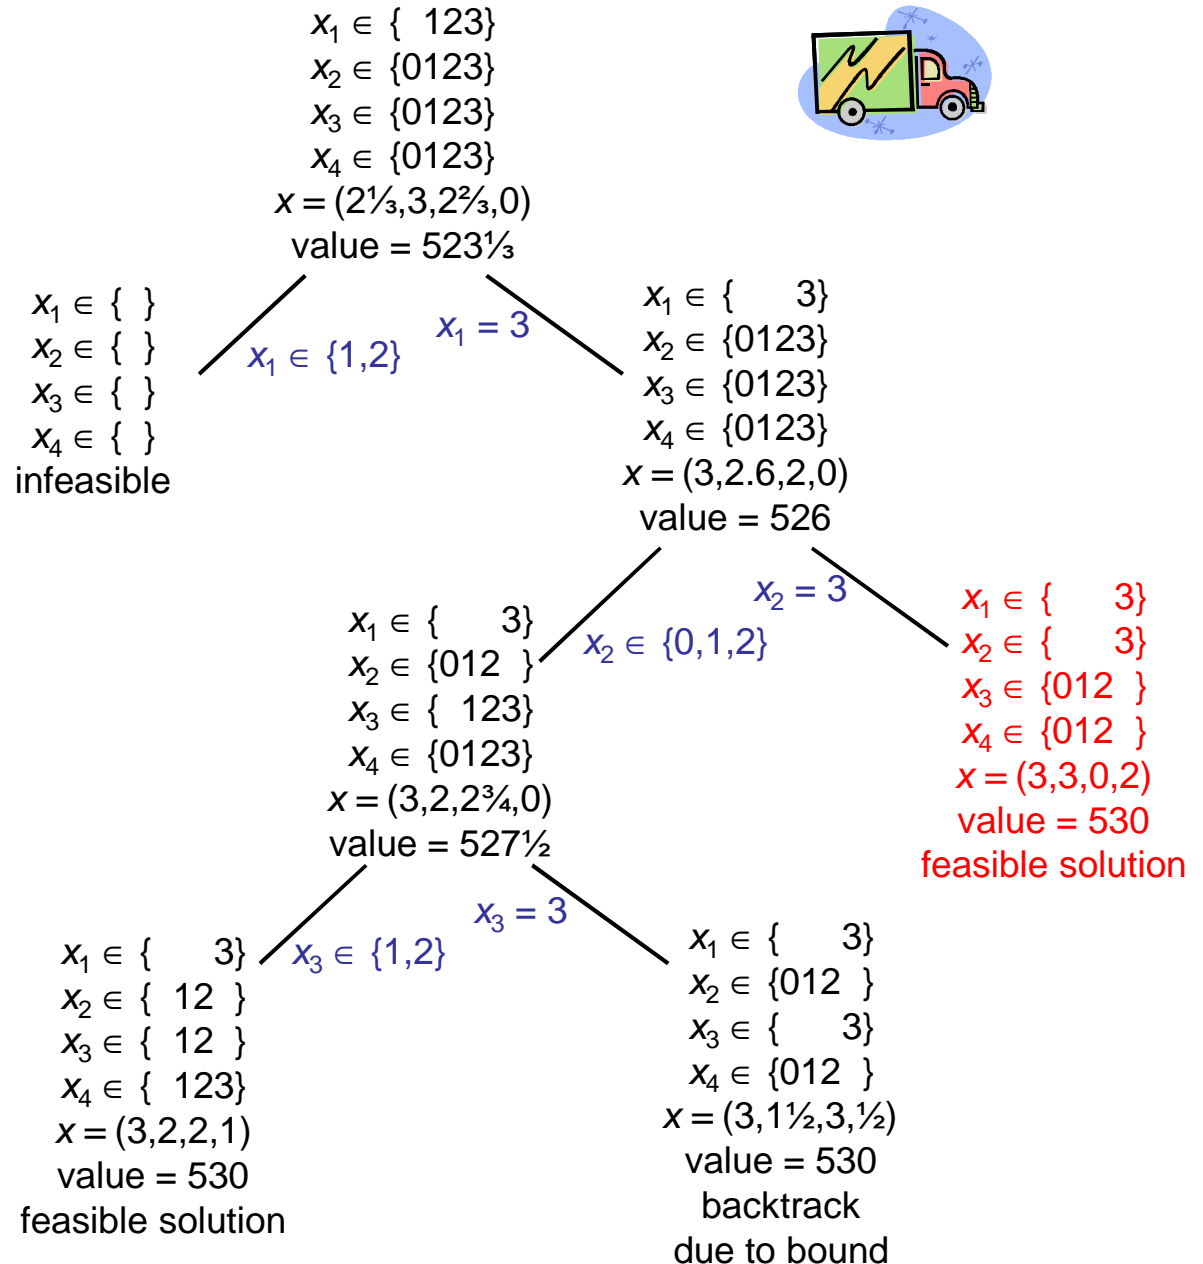 x₁ ∈ { 123}
x₂ ∈ {0123}
x₃ ∈ {0123}
x₄ ∈ {0123}
x = (2⅓,3,2⅔,0)
value = 523⅓
x₁ ∈ { }
x₂ ∈ { }
x₃ ∈ { }
x₄ ∈ { }
infeasible
x₁ ∈ {1,2}
x₁ = 3
x₁ ∈ { 3}
x₂ ∈ {0123}
x₃ ∈ {0123}
x₄ ∈ {0123}
x = (3,2.6,2,0)
value = 526
x₂ ∈ {0,1,2}
x₂ = 3
x₁ ∈ { 3}
x₂ ∈ {012 }
x₃ ∈ { 123}
x₄ ∈ {0123}
x = (3,2,2¾,0)
value = 527½
x₁ ∈ { 3}
x₂ ∈ { 3}
x₃ ∈ {012 }
x₄ ∈ {012 }
x = (3,3,0,2)
value = 530
feasible solution
x₃ ∈ {1,2}
x₃ = 3
x₁ ∈ { 3}
x₂ ∈ { 12 }
x₃ ∈ { 12 }
x₄ ∈ { 123}
x = (3,2,2,1)
value = 530
feasible solution
x₁ ∈ { 3}
x₂ ∈ {012 }
x₃ ∈ { 3}
x₄ ∈ {012 }
x = (3,1½,3,½)
value = 530
backtrack
due to bound